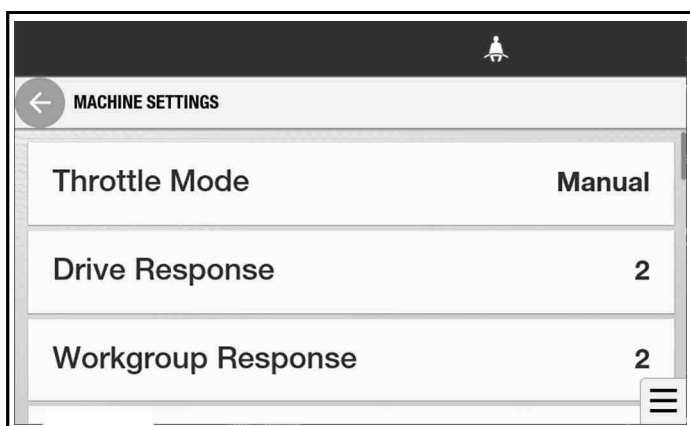 MACHINE SETTINGS
Throttle Mode Manual
Drive Response 2
Workgroup Response 2